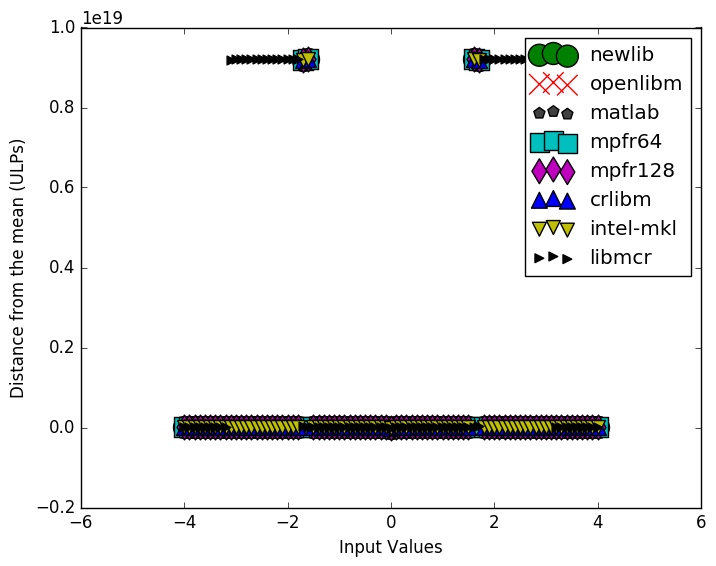 1e19
1.0
0.8
0.6
0.4
0.2
0.0
−0.2
−6
−4
−2
0
2
4
6
Distance from the mean (ULPs)
Input Values
newlib
openlibm
matlab
mpfr64
mpfr128
crlibm
intel-mkl
libmcr